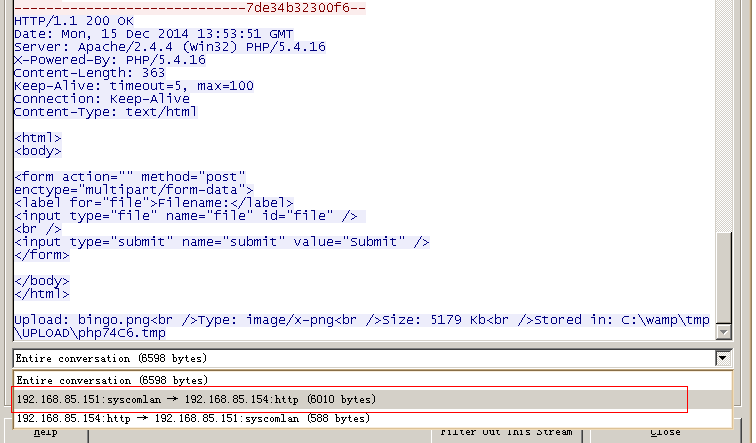 -----------------------------7de34b32300f6--
HTTP/1.1 200 OK
Date: Mon, 15 Dec 2014 13:53:51 GMT
Server: Apache/2.4.4 (Win32) PHP/5.4.16
X-Powered-By: PHP/5.4.16
Content-Length: 363
Keep-Alive: timeout=5, max=100
Connection: Keep-Alive
Content-Type: text/html
<html>
<body>
<form action="" method="post"
enctype="multipart/form-data">
<label for="file">Filename:</label>
<input type="file" name="file" id="file" />
<br />
<input type="submit" name="submit" value="Submit" />
</form>
</body>
</html>
Upload: bingo.png<br />Type: image/x-png<br />Size: 5179 Kb<br />Stored in: C:\wamp\tmp
\UPLOAD\php74C6.tmp
Entire conversation (6598 bytes)
Entire conversation (6598 bytes)
192.168.85.151:syscomlan → 192.168.85.154:http (6010 bytes)
192.168.85.154:http → 192.168.85.151:syscomlan (588 bytes)
Help Filter Out This Stream Close